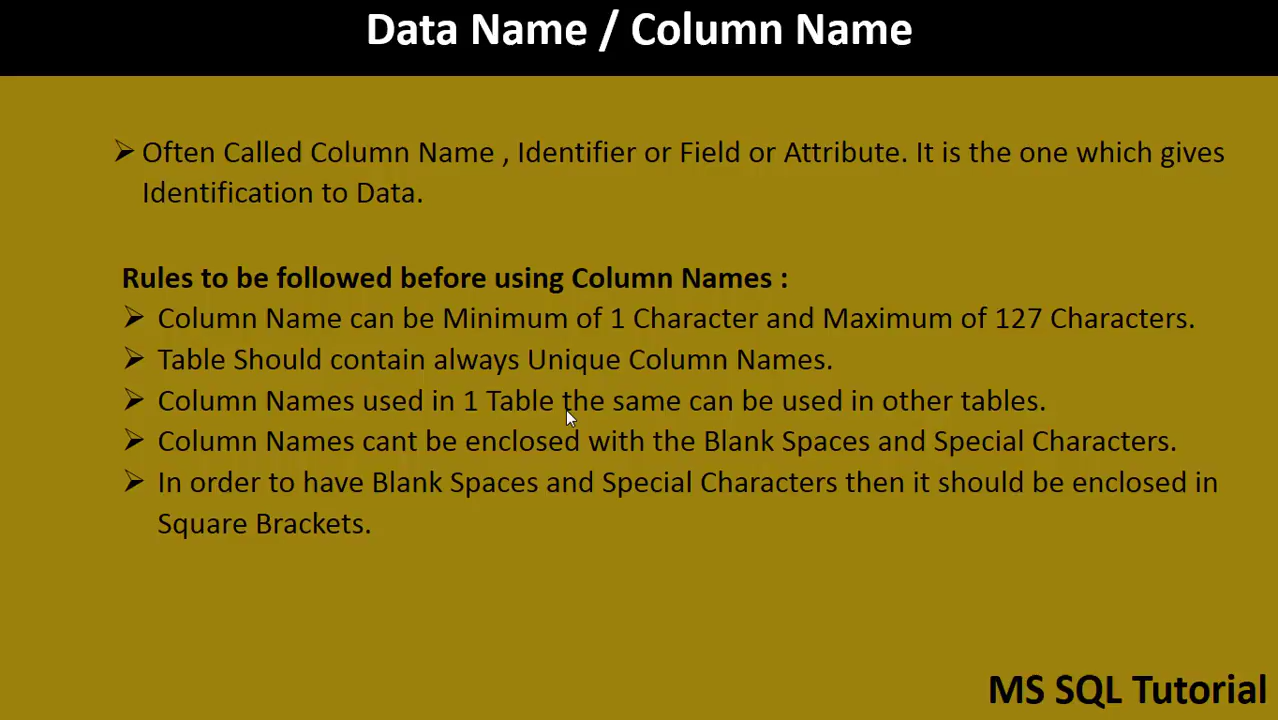 Data Name / Column Name
➢ Often Called Column Name , Identifier or Field or Attribute. It is the one which gives
Identification to Data.
Rules to be followed before using Column Names :
➢ Column Name can be Minimum of 1 Character and Maximum of 127 Characters.
➢ Table Should contain always Unique Column Names.
➢ Column Names used in 1 Table the same can be used in other tables.
➢ Column Names cant be enclosed with the Blank Spaces and Special Characters.
➢ In order to have Blank Spaces and Special Characters then it should be enclosed in
Square Brackets.
MS SQL Tutorial